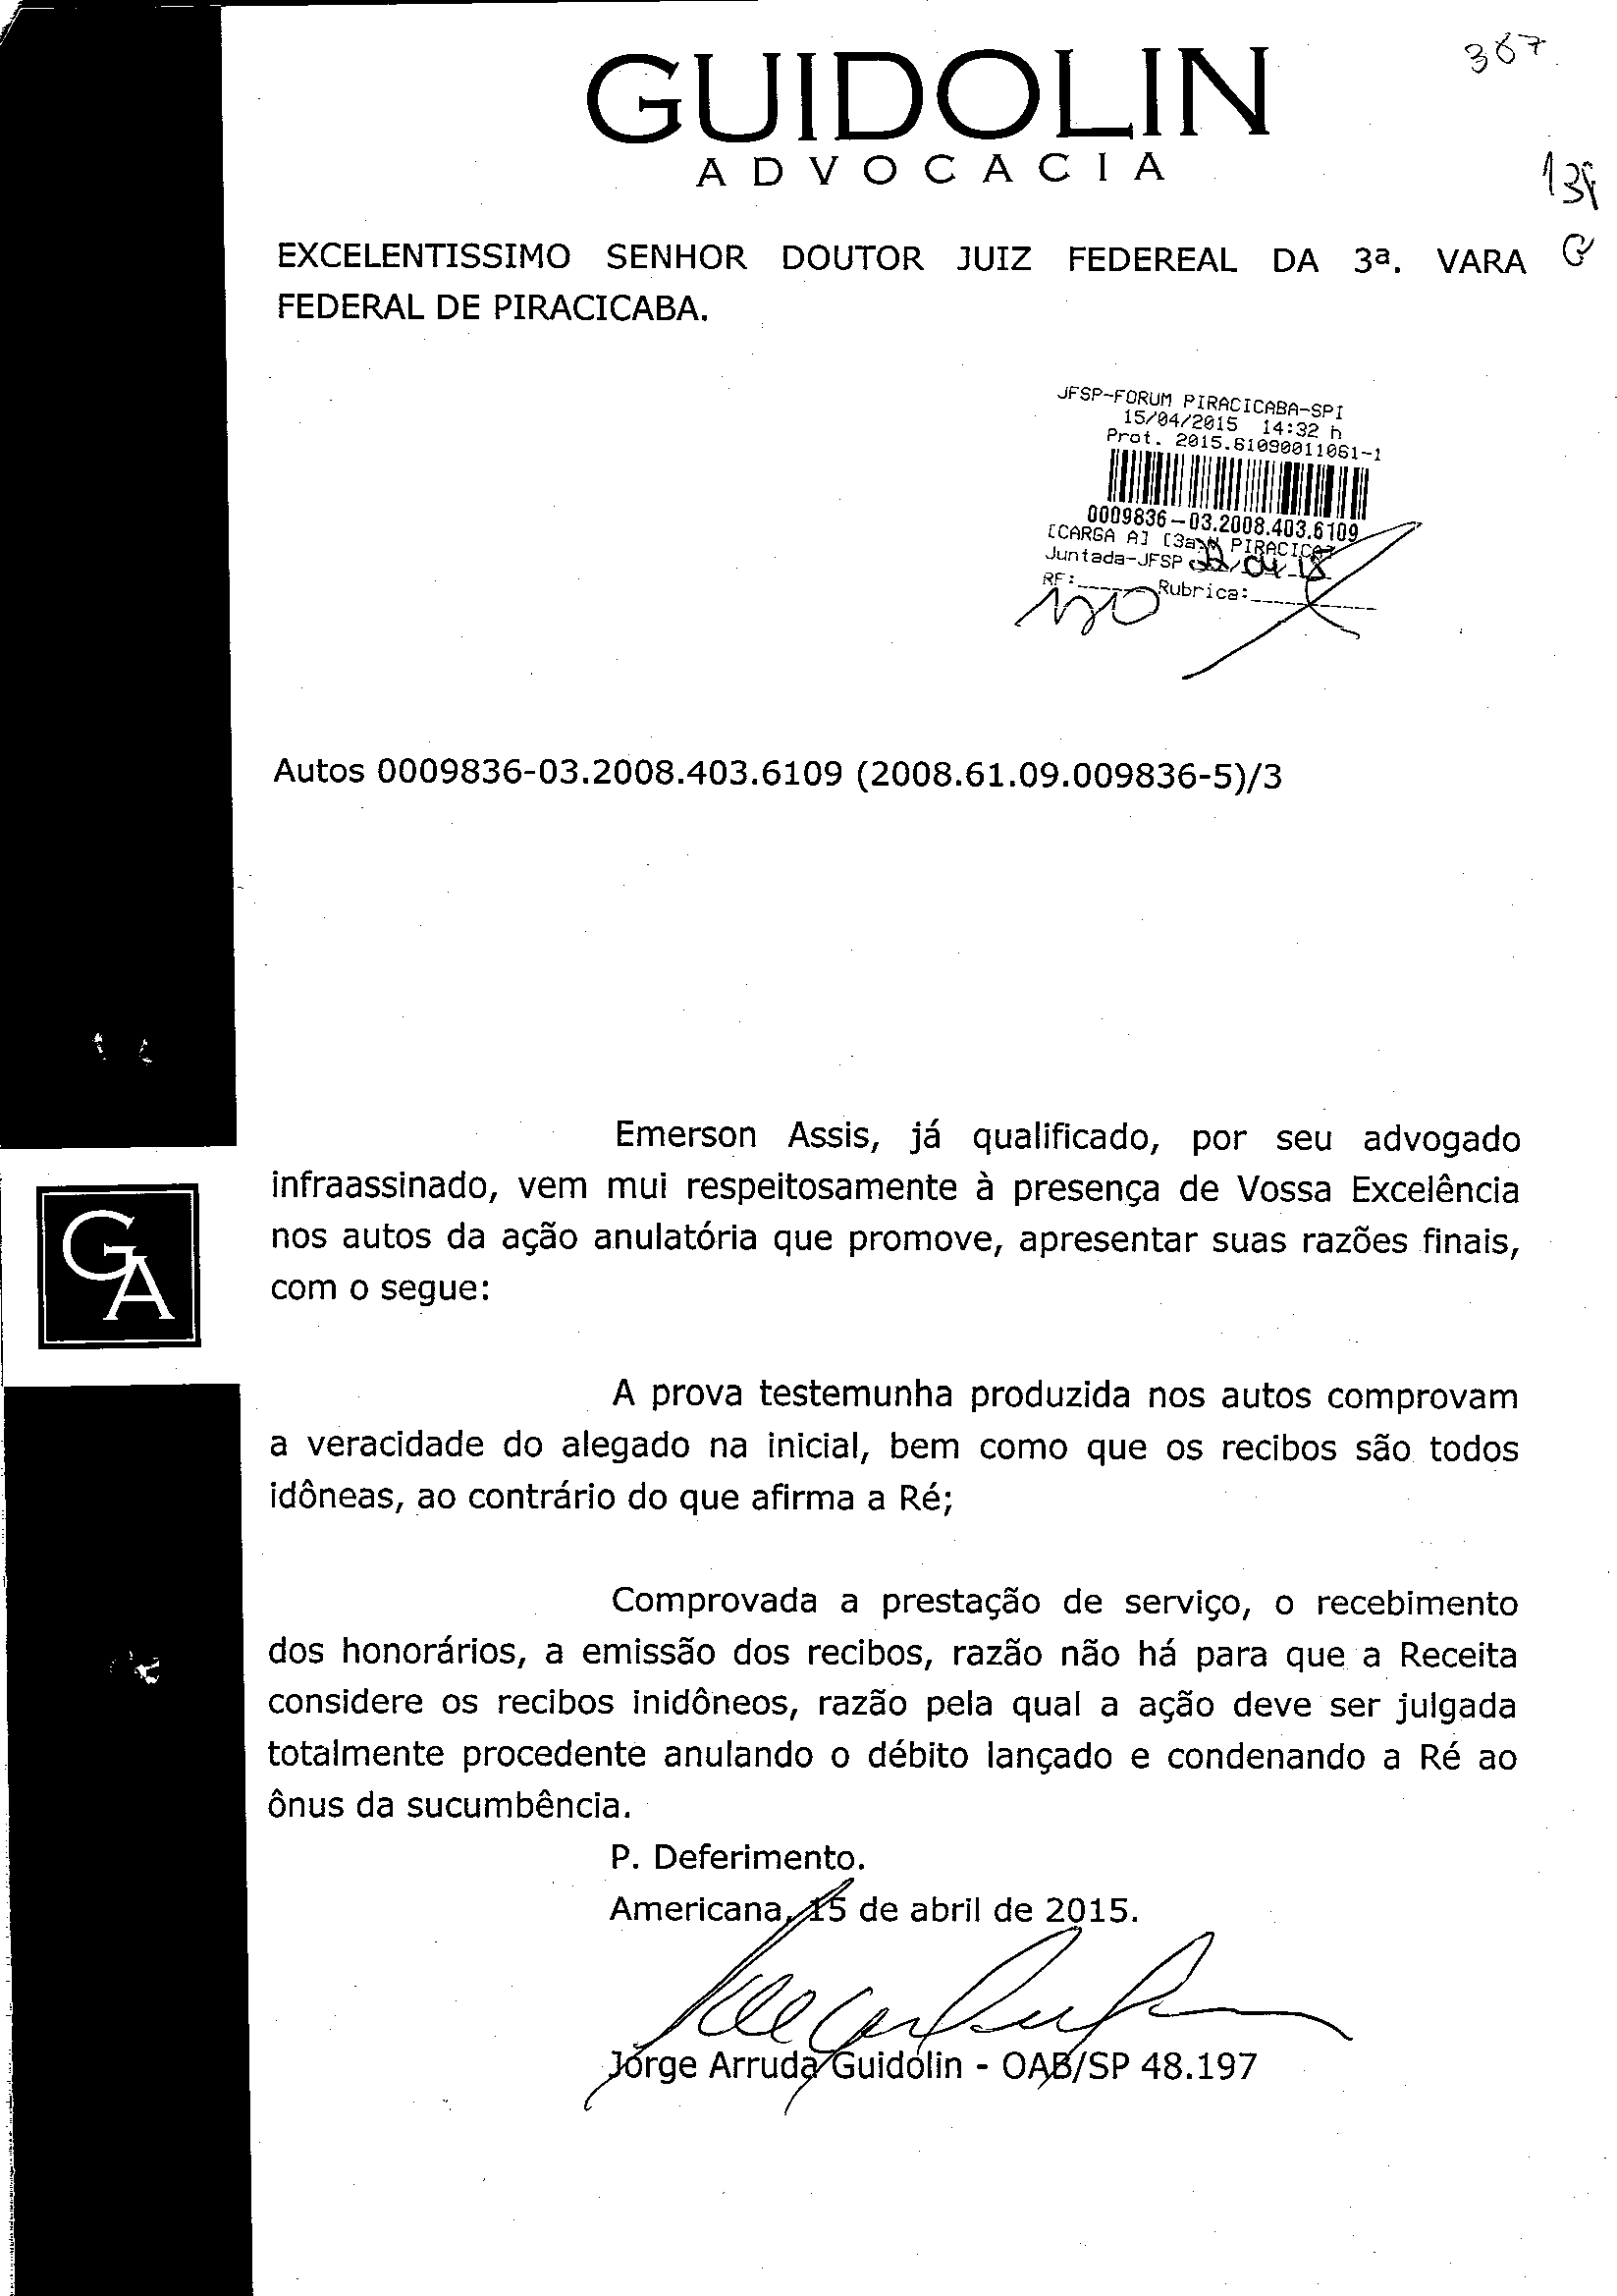 GUIDOLIN
ADVOCACIA
367
EXCELENTISSIMO SENHOR DOUTOR JUIZ FEDEREAL DA 3ª. VARA
FEDERAL DE PIRACICABA.
JFSP-FORUM PIRACICABA-SPI
15/04/2015 14:32 h
Prot. 2015.61090011061-1
0009836-03.2008.403.6109
[CARGA A] [3a
Juntada-JFSP
RF: Rubrica:
Autos 0009836-03.2008.403.6109 (2008.61.09.009836-5)/3
Emerson Assis, já qualificado, por seu advogado
infraassinado, vem mui respeitosamente à presença de Vossa Excelência
nos autos da ação anulatória que promove, apresentar suas razões finais,
com o segue:
GA
A prova testemunha produzida nos autos comprovam
a veracidade do alegado na inicial, bem como que os recibos são todos
idôneas, ao contrário do que afirma a Ré;
Comprovada a prestação de serviço, o recebimento
dos honorários, a emissão dos recibos, razão não há para que a Receita
considere os recibos inidôneos, razão pela qual a ação deve ser julgada
totalmente procedente anulando o débito lançado e condenando a Ré ao
ônus da sucumbência.
P. Deferimento.
Americana, 15 de abril de 2015.
Jorge Arruda Guidolin - OAB/SP 48.197